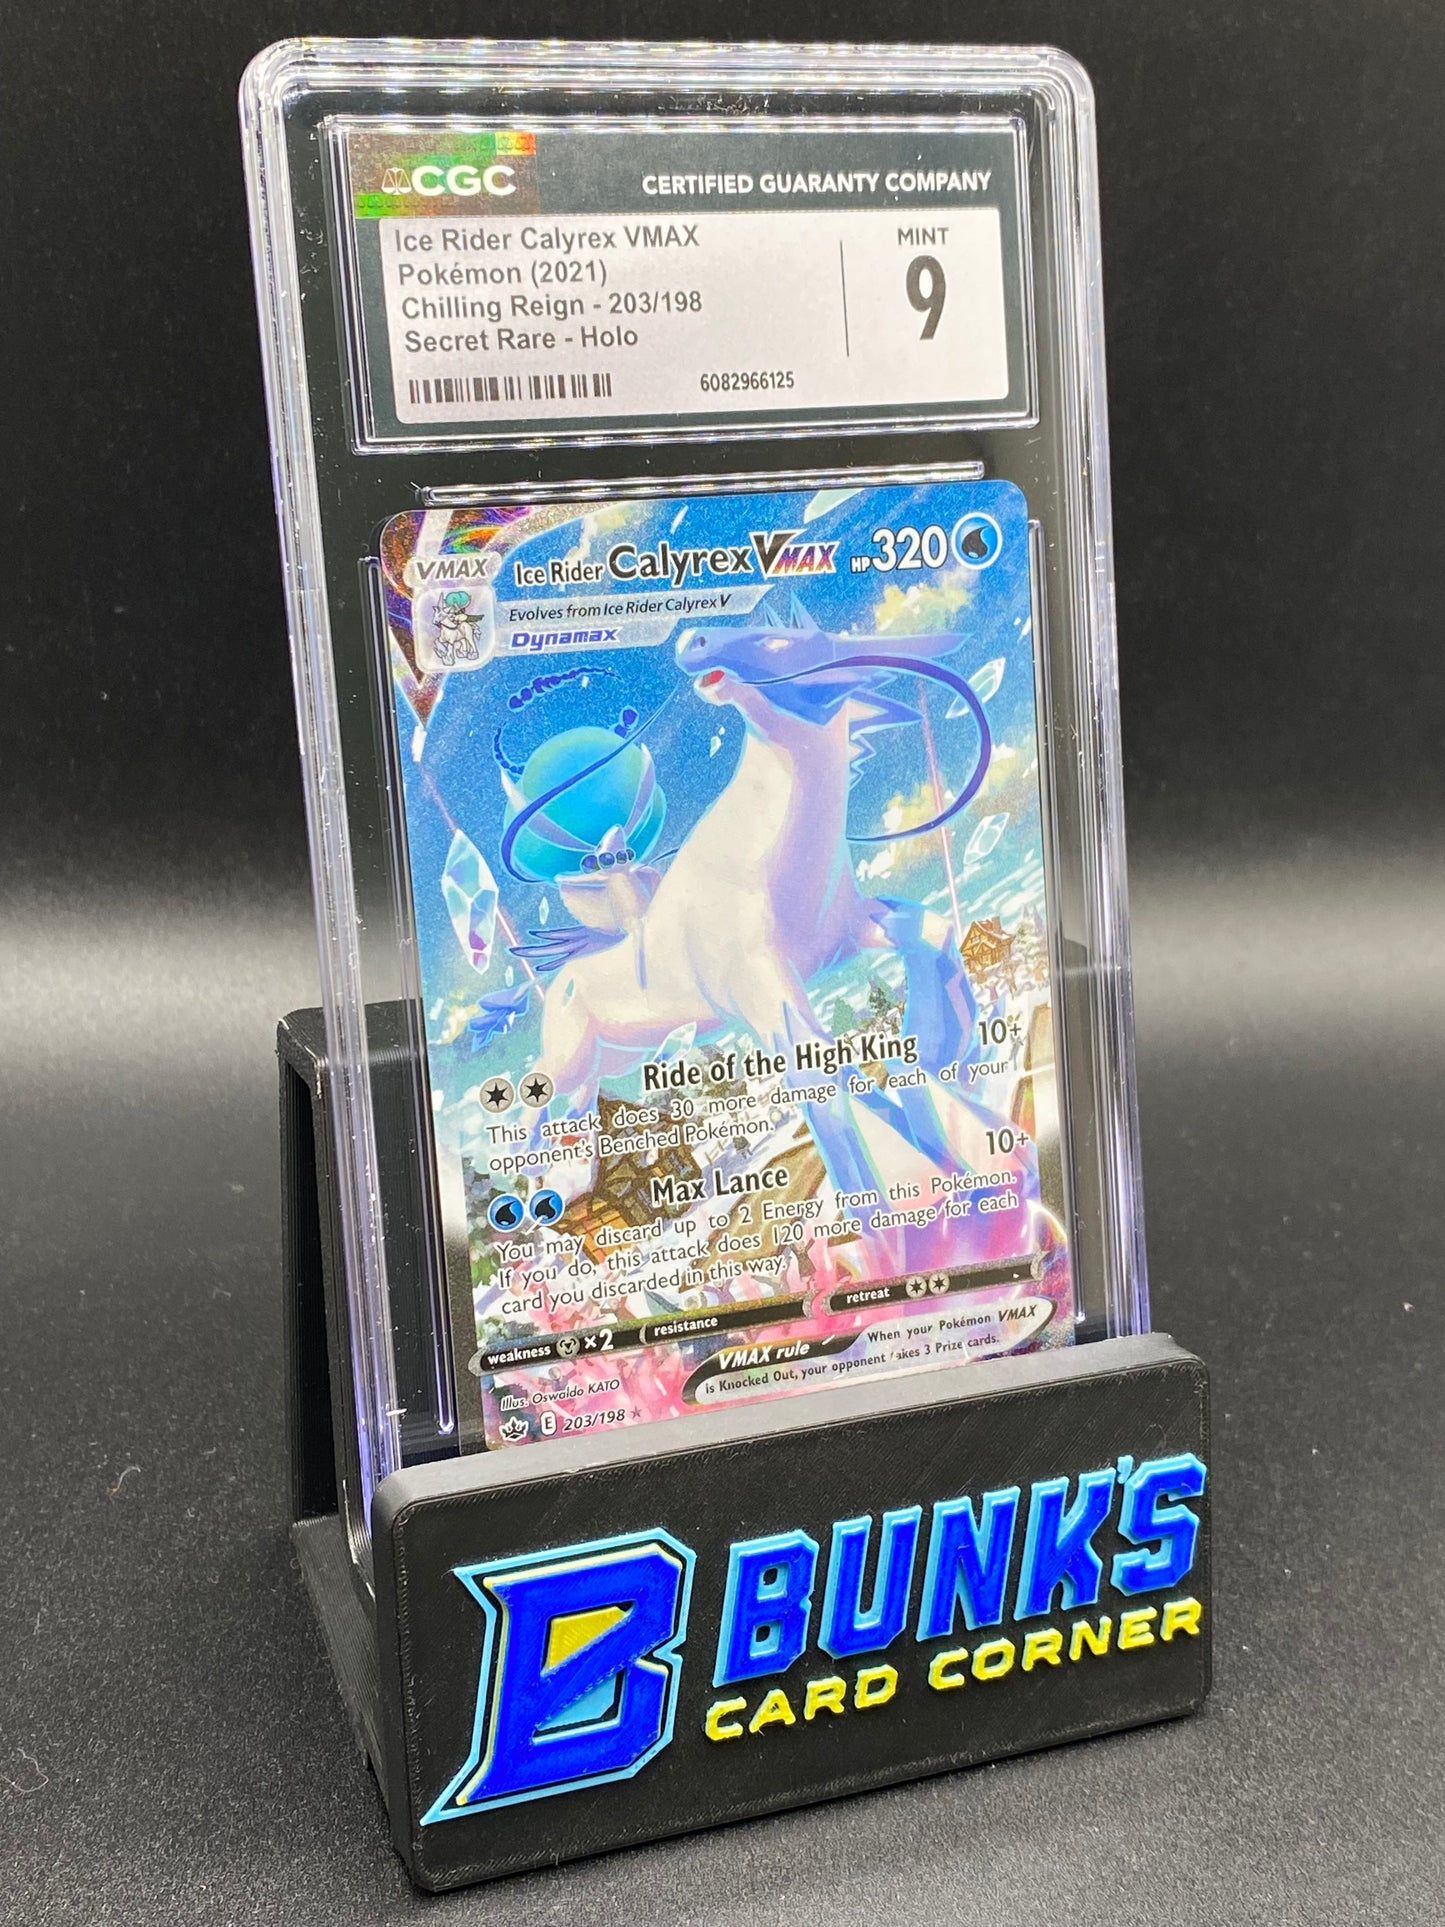 CGC
CERTIFIED GUARANTY COMPANY
Ice Rider Calyrex VMAX
Pokémon (2021)
Chilling Reign - 203/198
Secret Rare - Holo
MINT
9
6082966125
VMAX
Ice Rider Calyrex VMAX HP 320
Evolves from Ice Rider Calyrex V
Dynamax
Ride of the High King 10+
This attack does 30 more damage for each of your
opponent's Benched Pokémon.
Max Lance 10+
You may discard up to 2 Energy from this Pokémon.
If you do, this attack does 120 more damage for each
card you discarded in this way.
weakness ×2 resistance retreat
VMAX rule When your Pokémon VMAX
is Knocked Out, your opponent takes 3 Prize cards.
Illus. Oswaldo KATO
E 203/198
B BUNK'S
CARD CORNER